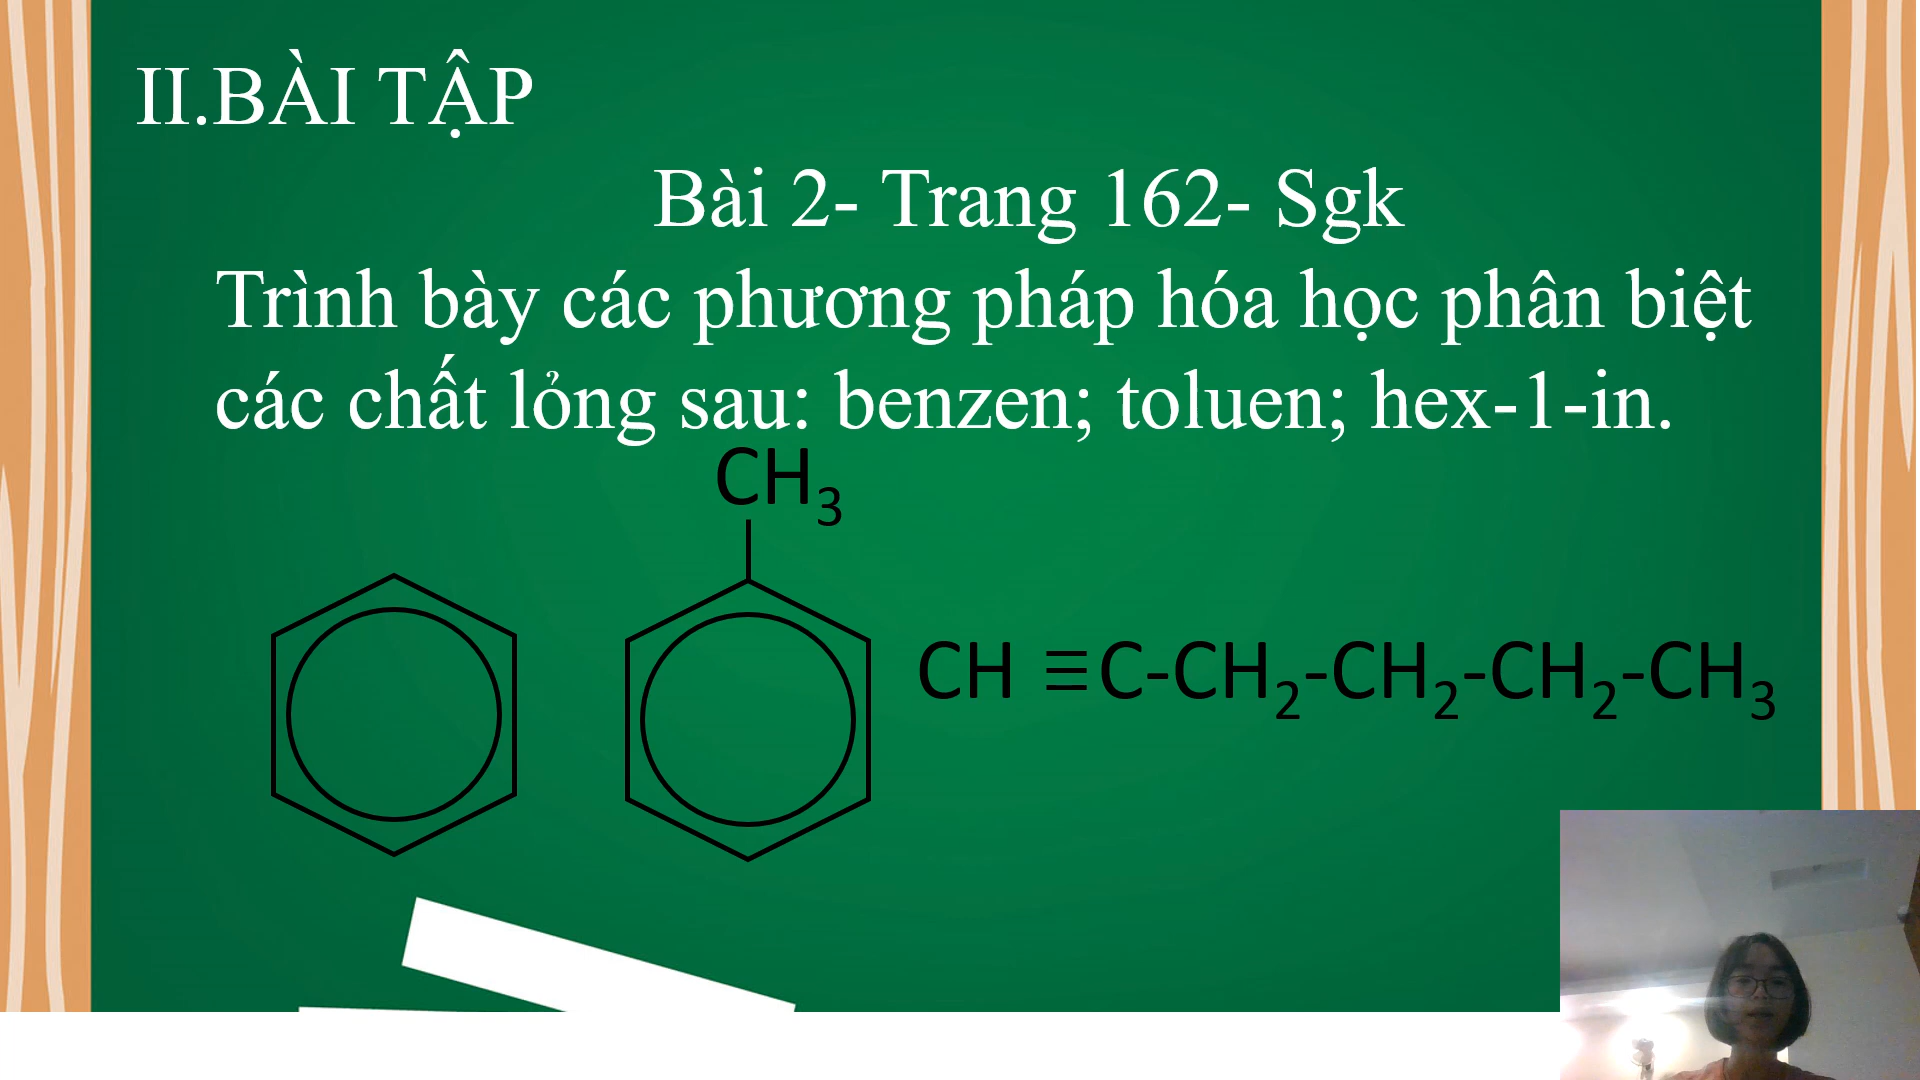 II.BÀI TẬP
Bài 2- Trang 162- Sgk
Trình bày các phương pháp hóa học phân biệt
các chất lỏng sau: benzen; toluen; hex-1-in.
CH₃
CH ≡C-CH₂-CH₂-CH₂-CH₃